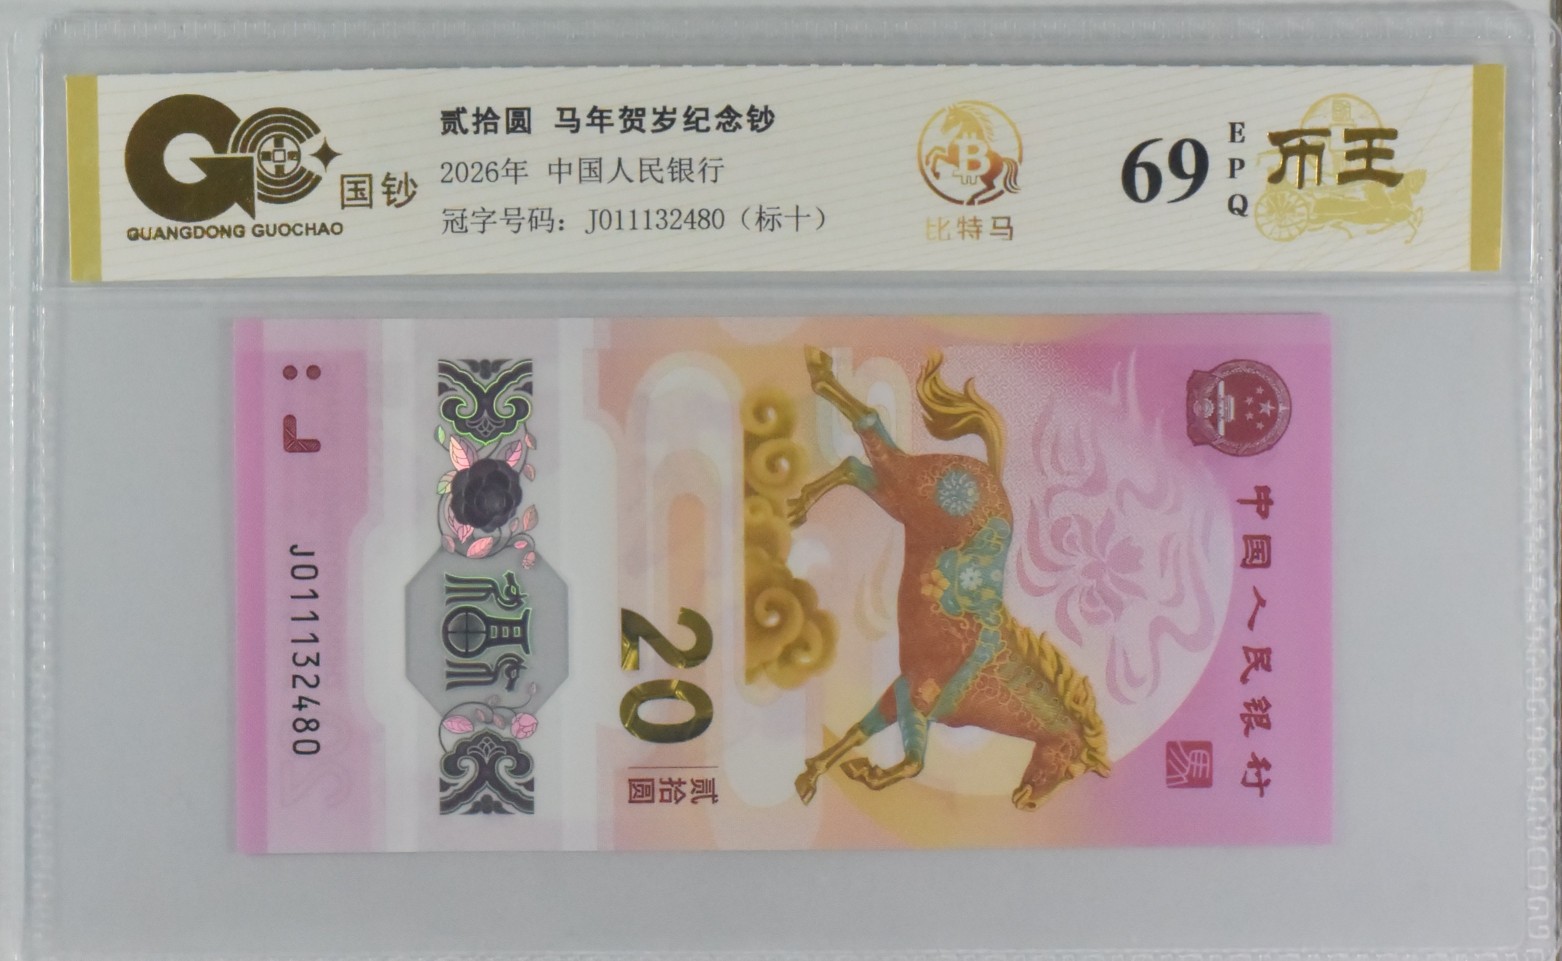 国钞
GUANGDONG GUOCHAO
贰拾圆 马年贺岁纪念钞
2026年 中国人民银行
冠字号码：J011132480（标十）
比特马
69
EPQ
币王
中国人民银行
马
20
贰拾圆
J011132480